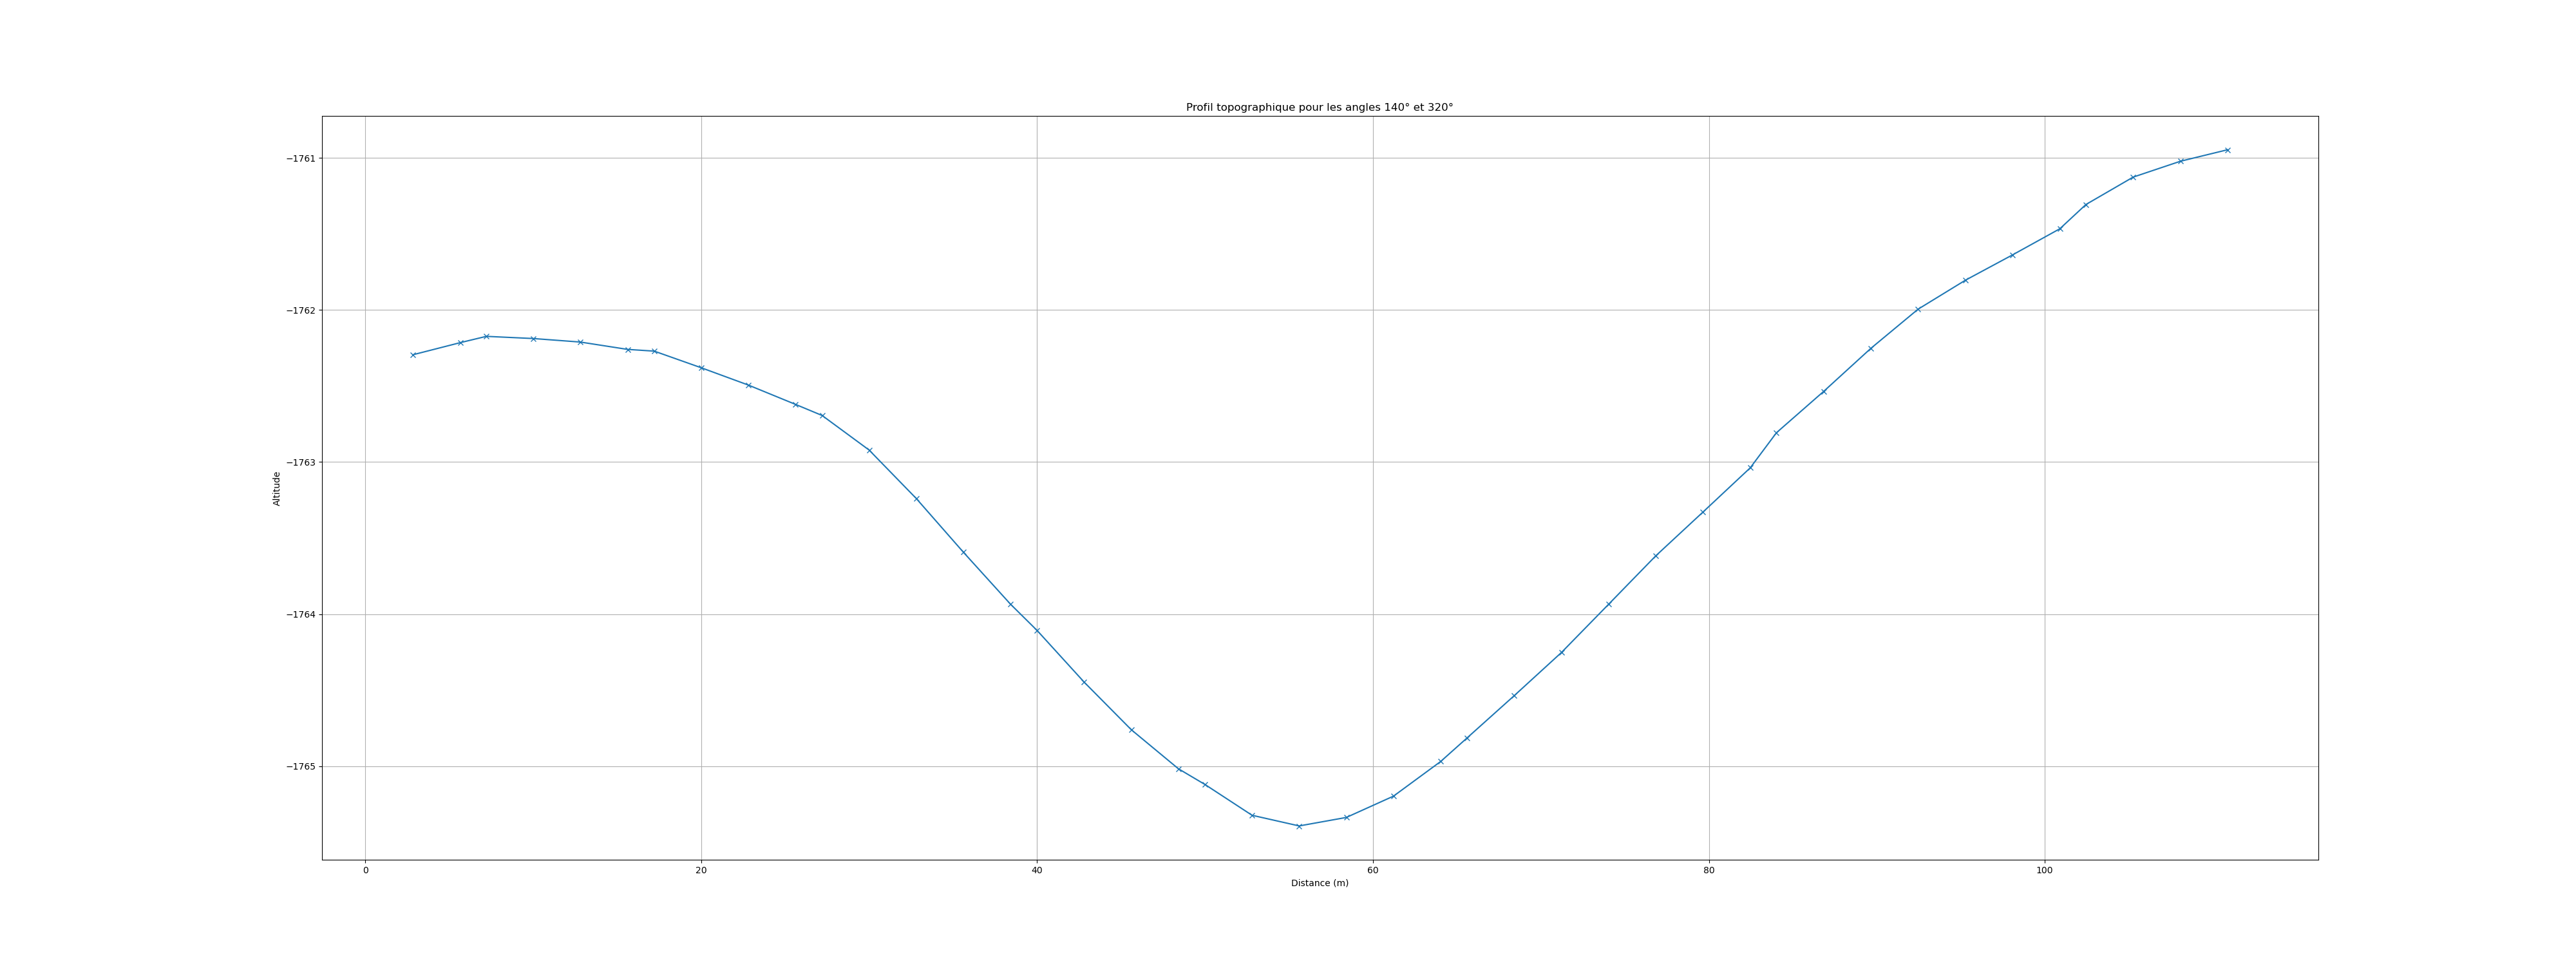 Profil topographique pour les angles 140° et 320°
−1761
−1762
−1763
−1764
−1765
Altitude
0 20 40 60 80 100
Distance (m)